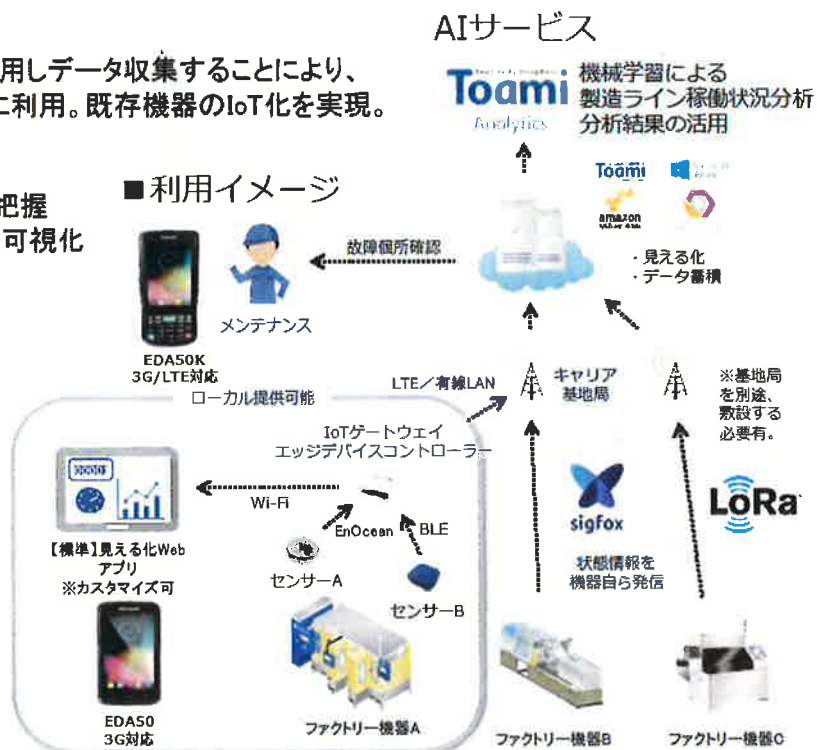 AIサービス
用しデータ収集することにより、
に利用。既存機器のIoT化を実現。
Toami
Analytics
機械学習による
製造ライン稼働状況分析
分析結果の活用
把握
可視化
■利用イメージ
Toami
amazon
・見える化
・データ蓄積
故障個所確認
メンテナンス
EDA50K
3G/LTE対応
ローカル提供可能
LTE/有線LAN
キャリア
基地局
※基地局
を別途、
敷設する
必要有。
IoTゲートウェイ
エッジデバイスコントローラー
Wi-Fi
EnOcean
BLE
sigfox
LoRa
【標準】見える化Web
アプリ
※カスタマイズ可
センサーA
センサーB
状態情報を
機器自ら発信
EDA50
3G対応
ファクトリー機器A
ファクトリー機器B
ファクトリー機器C